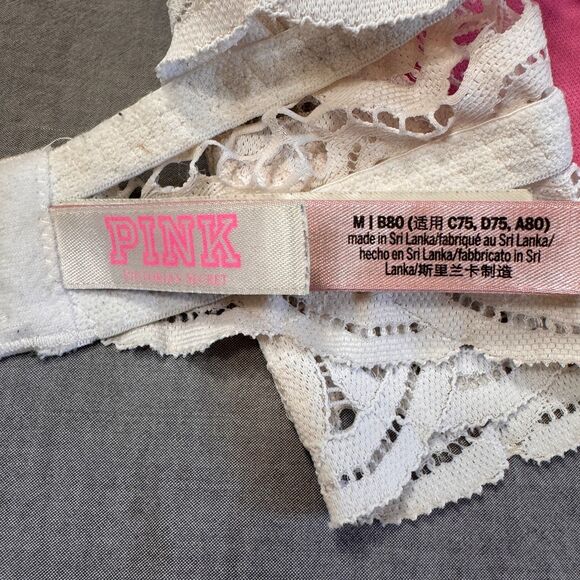 PINK
VICTORIA'S SECRET
M | B80 (适用 C75, D75, A80)
made in Sri Lanka/fabriqué au Sri Lanka/
hecho en Sri Lanka/fabbricato in Sri
Lanka/斯里兰卡制造